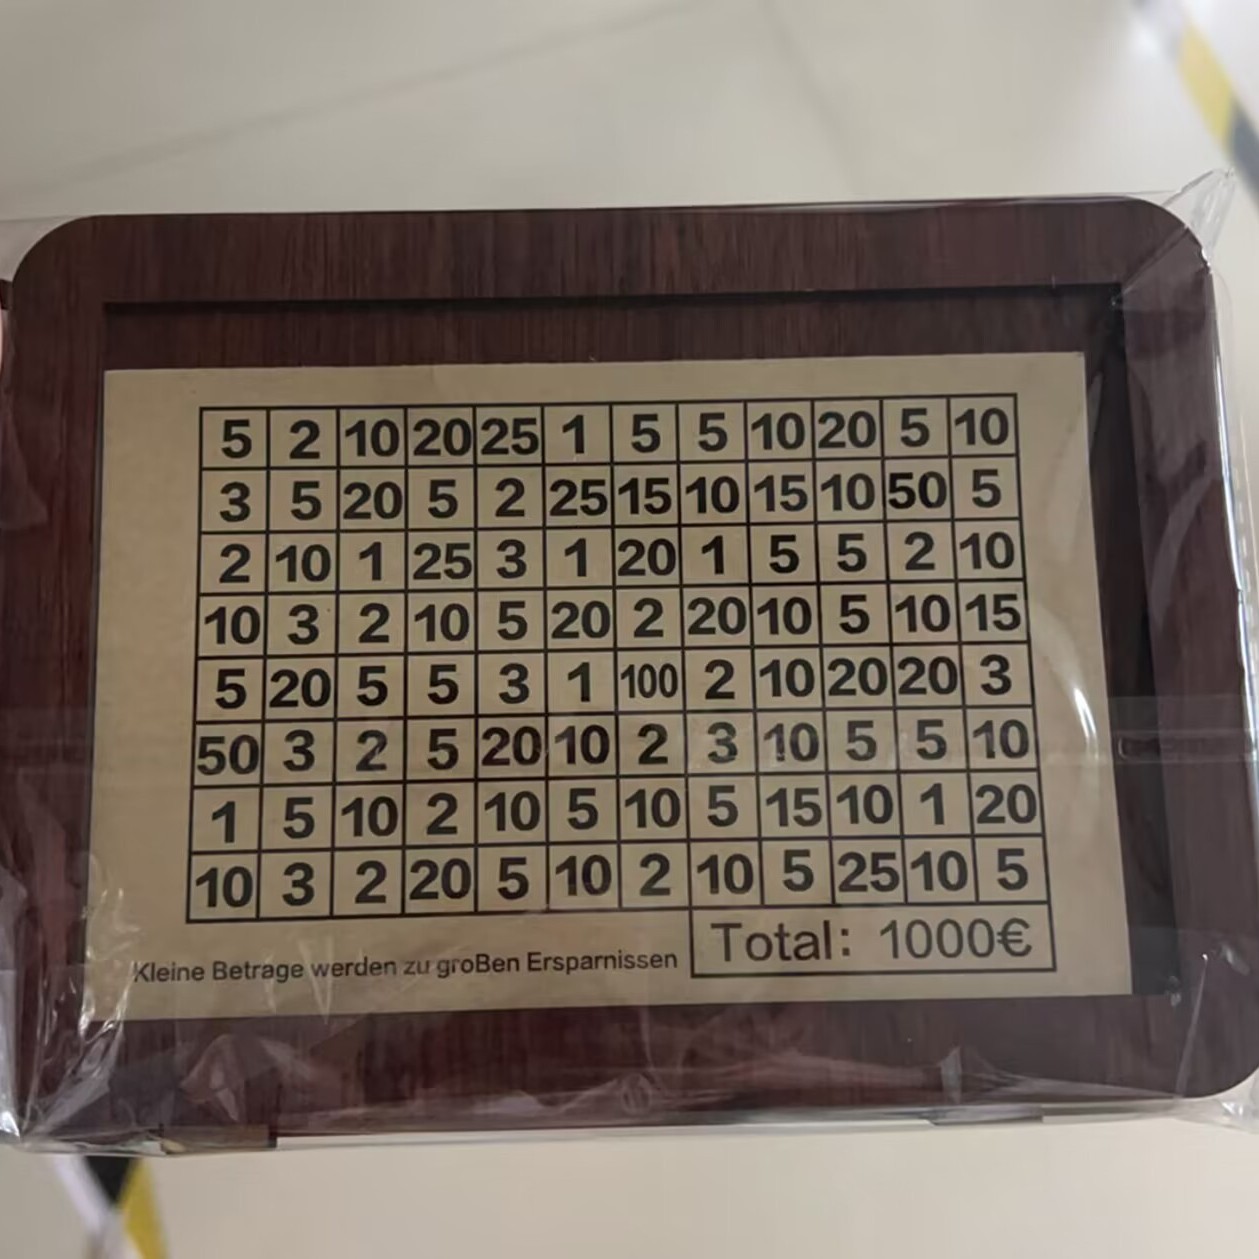 5 2 10 20 25 1 5 5 10 20 5 10
3 5 20 5 2 25 15 10 15 10 50 5
2 10 1 25 3 1 20 1 5 5 2 10
10 3 2 10 5 20 2 20 10 5 10 15
5 20 5 5 3 1 100 2 10 20 20 3
50 3 2 5 20 10 2 3 10 5 5 10
1 5 10 2 10 5 10 5 15 10 1 20
10 3 2 20 5 10 2 10 5 25 10 5
Total: 1000€
Kleine Betrage werden zu groBen Ersparnissen